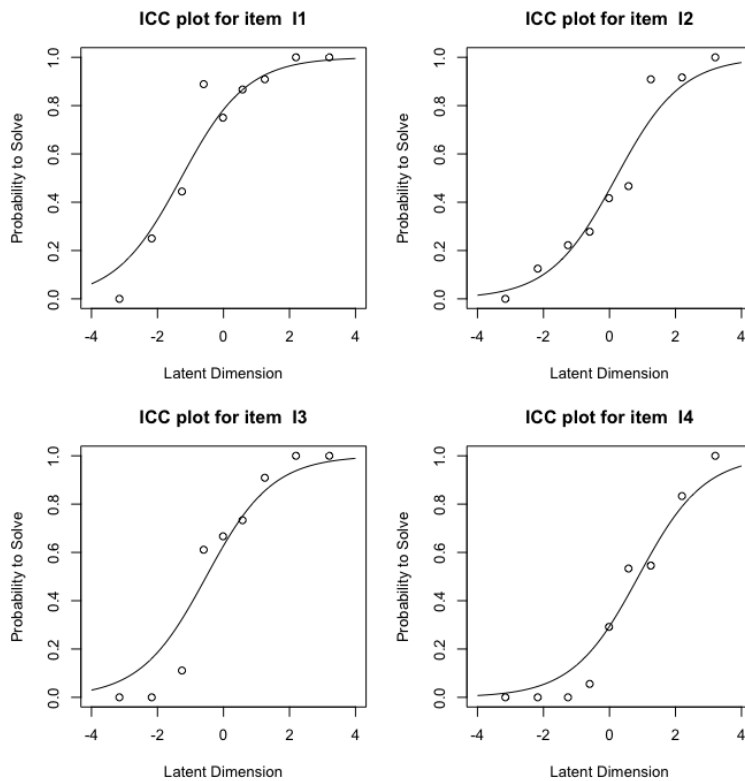 ICC plot for item I1
Probability to Solve
0.0 0.2 0.4 0.6 0.8 1.0
-4 -2 0 2 4
Latent Dimension
ICC plot for item I2
Probability to Solve
0.0 0.2 0.4 0.6 0.8 1.0
-4 -2 0 2 4
Latent Dimension
ICC plot for item I3
Probability to Solve
0.0 0.2 0.4 0.6 0.8 1.0
-4 -2 0 2 4
Latent Dimension
ICC plot for item I4
Probability to Solve
0.0 0.2 0.4 0.6 0.8 1.0
-4 -2 0 2 4
Latent Dimension